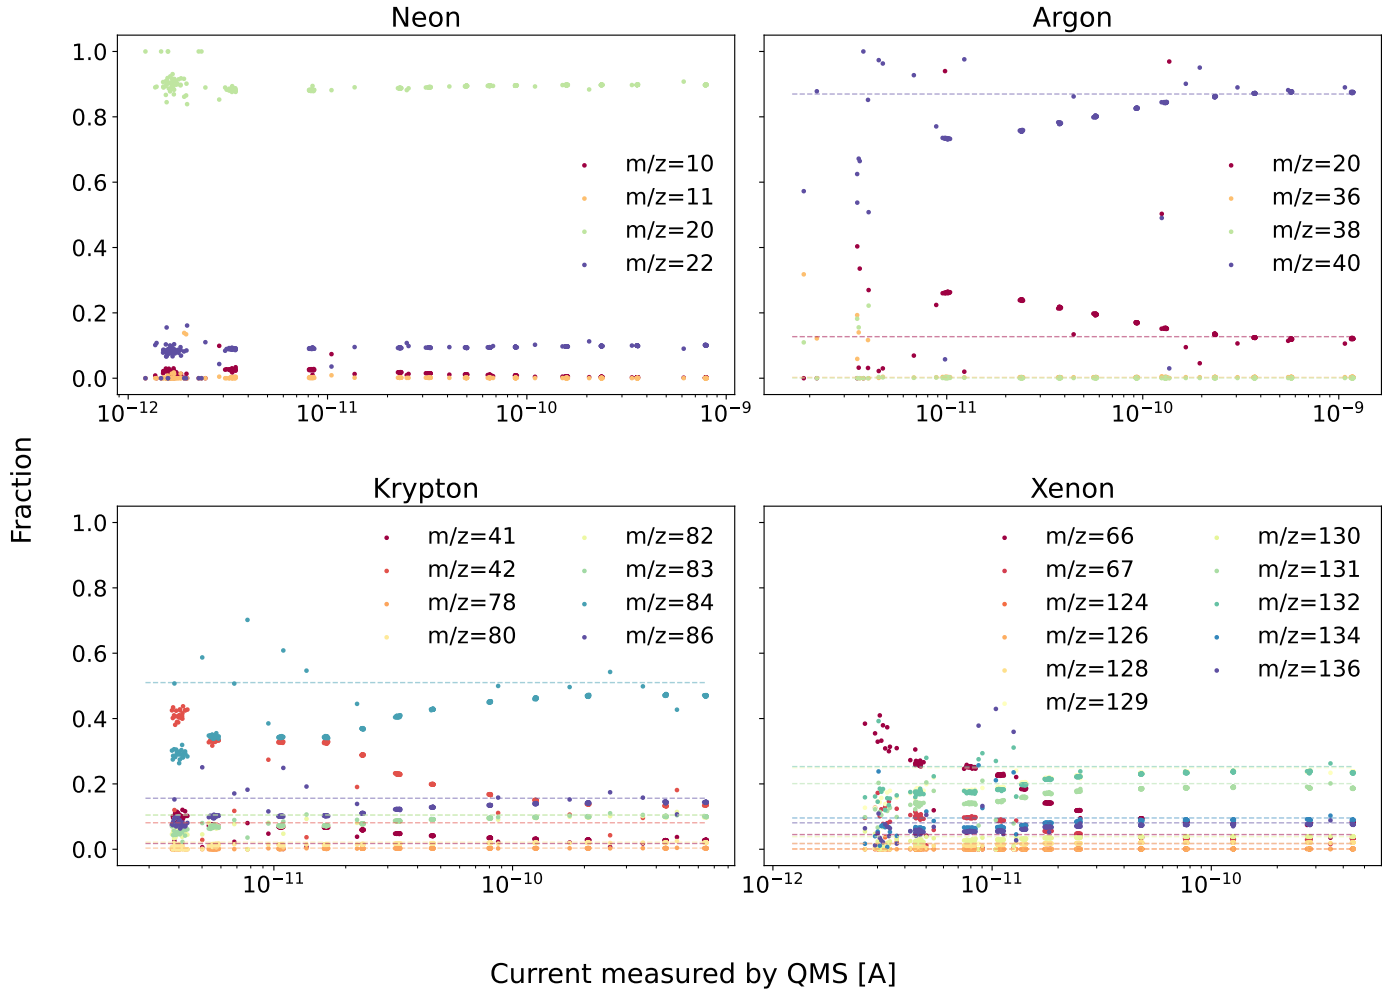 Neon
Argon
1.0
0.8
0.6
0.4
0.2
0.0
m/z=10
m/z=11
m/z=20
m/z=22
m/z=20
m/z=36
m/z=38
m/z=40
10⁻¹² 10⁻¹¹ 10⁻¹⁰ 10⁻⁹
10⁻¹¹ 10⁻¹⁰ 10⁻⁹
Fraction
Krypton
Xenon
1.0
0.8
0.6
0.4
0.2
0.0
m/z=41
m/z=42
m/z=78
m/z=80
m/z=82
m/z=83
m/z=84
m/z=86
m/z=66
m/z=67
m/z=124
m/z=126
m/z=128
m/z=129
m/z=130
m/z=131
m/z=132
m/z=134
m/z=136
10⁻¹¹ 10⁻¹⁰
10⁻¹² 10⁻¹¹ 10⁻¹⁰
Current measured by QMS [A]